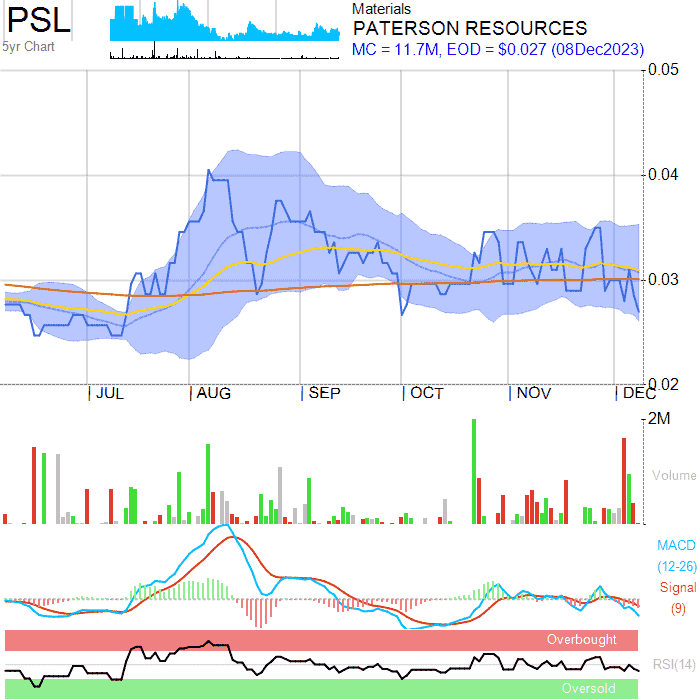 PSL
5yr Chart
Materials
PATERSON RESOURCES
MC = 11.7M, EOD = $0.027 (08Dec2023)
0.05
0.04
0.03
0.02
JUL AUG SEP OCT NOV DEC
2M
Volume
MACD
(12-26)
Signal
(9)
Overbought
RSI(14)
Oversold